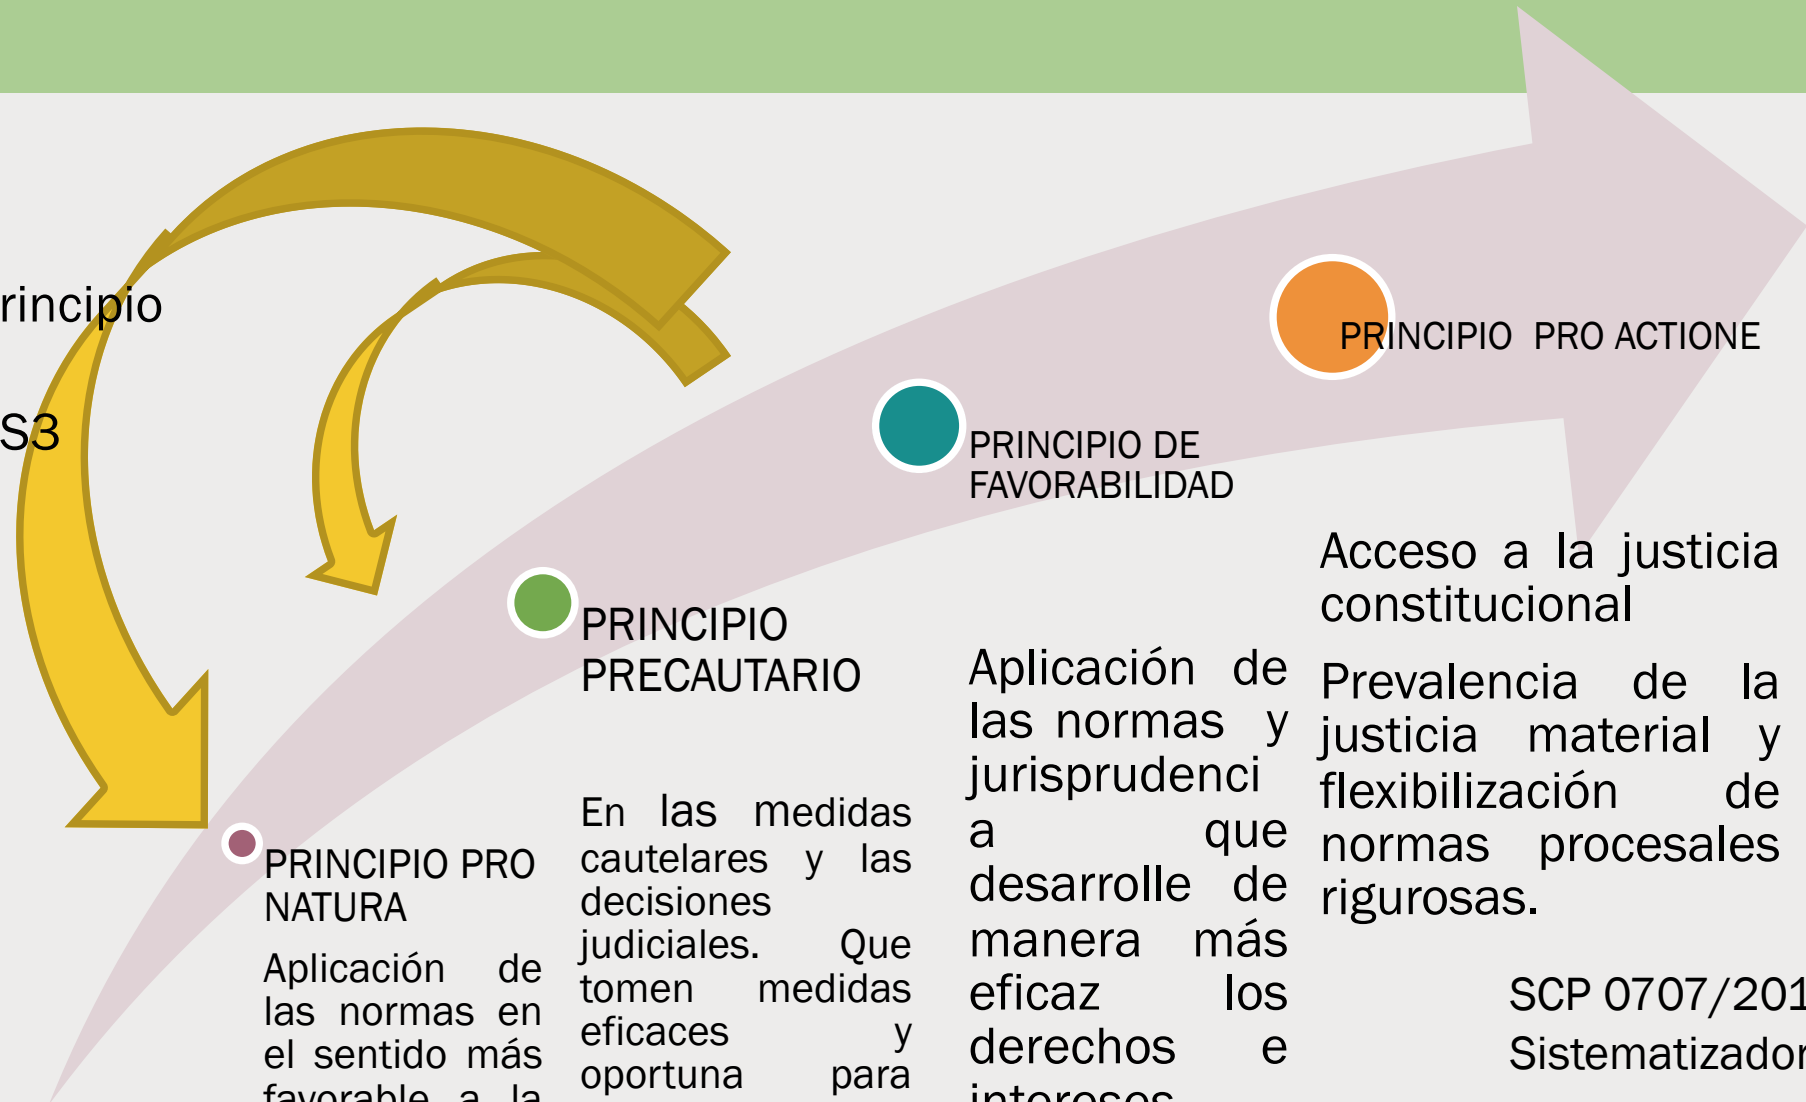 rincipio
S3
PRINCIPIO PRO
NATURA
Aplicación de
las normas en
el sentido más
favorable a la
PRINCIPIO
PRECAUTARIO
En las medidas
cautelares y las
decisiones
judiciales. Que
tomen medidas
eficaces y
oportuna para
PRINCIPIO DE
FAVORABILIDAD
Aplicación de
las normas y
jurisprudenci
a que
desarrolle de
manera más
eficaz los
derechos e
intereses
PRINCIPIO PRO ACTIONE
Acceso a la justicia
constitucional
Prevalencia de la
justicia material y
flexibilización de
normas procesales
rigurosas.
SCP 0707/201
Sistematizador